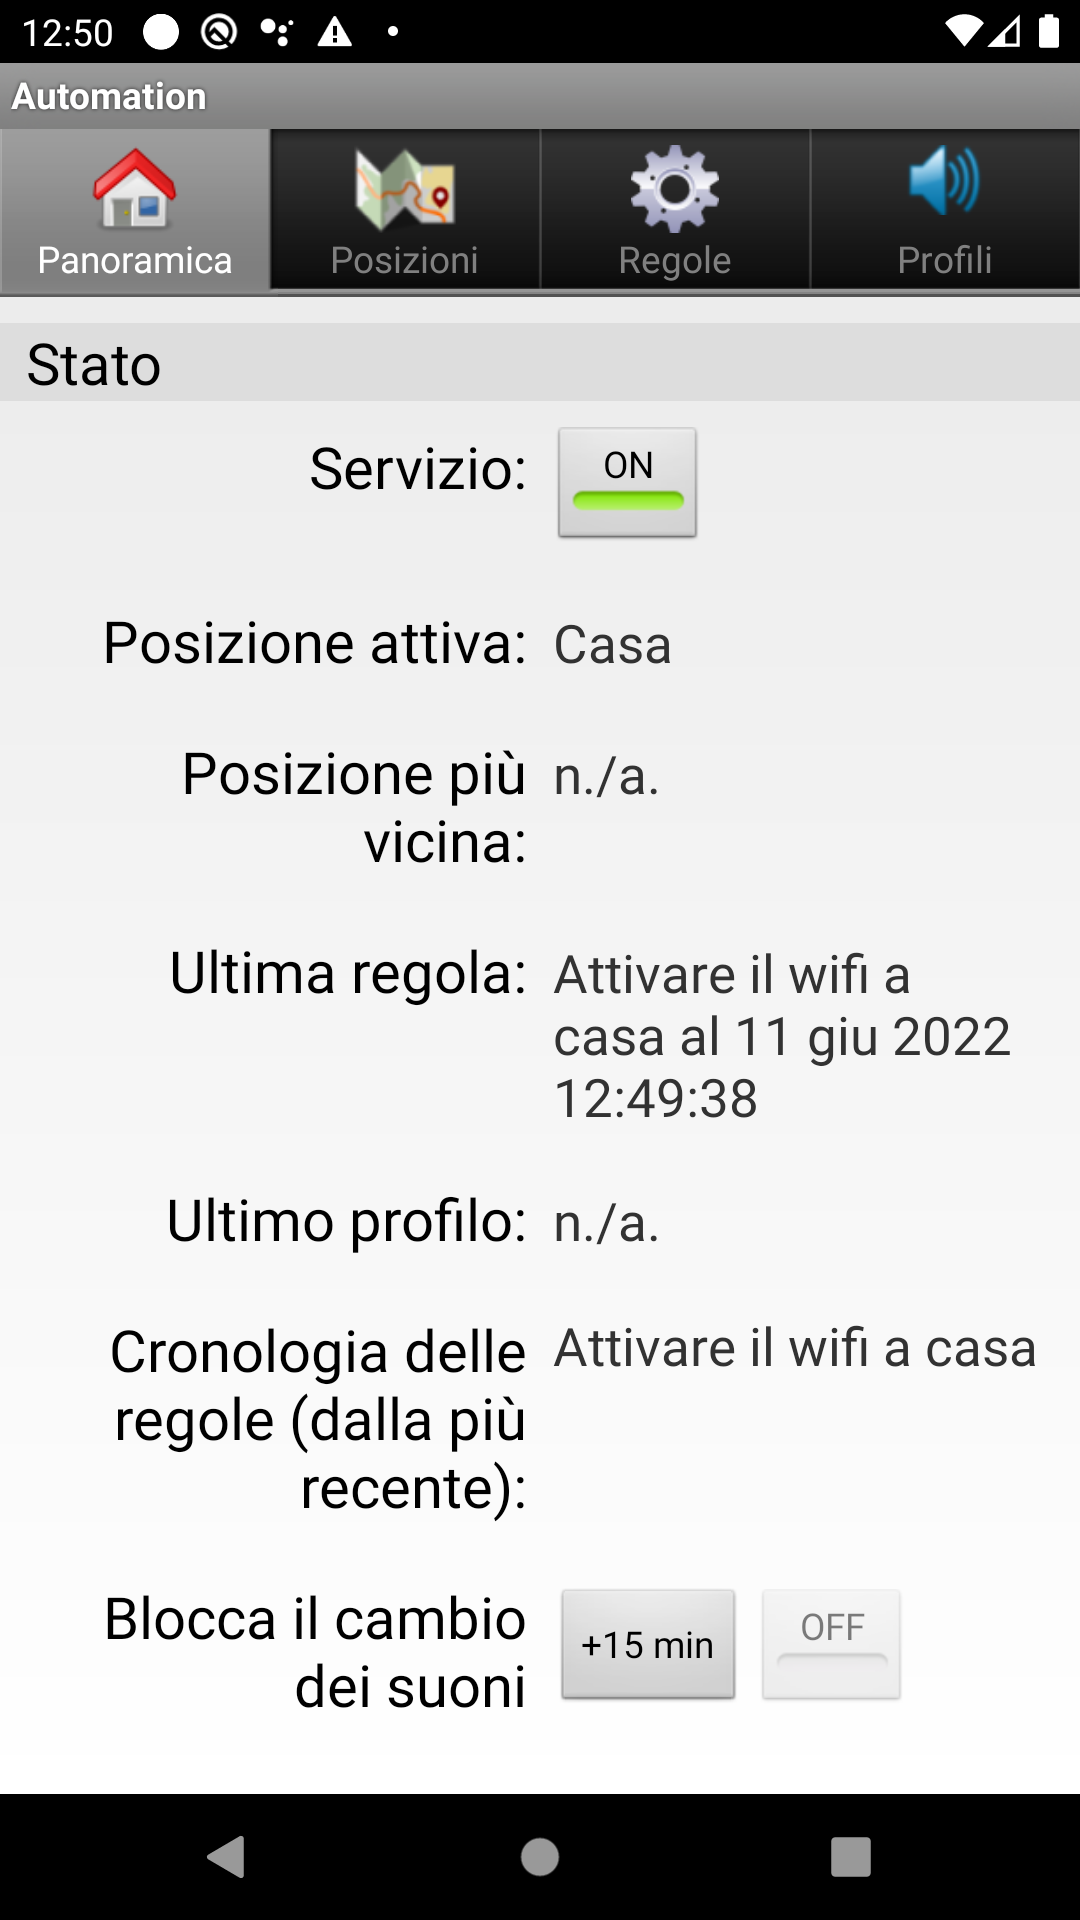 12:50
Automation
Panoramica
Posizioni
Regole
Profili
Stato
Servizio:
ON
Posizione attiva:
Casa
Posizione più
vicina:
n./a.
Ultima regola:
Attivare il wifi a
casa al 11 giu 2022
12:49:38
Ultimo profilo:
n./a.
Cronologia delle
regole (dalla più
recente):
Attivare il wifi a casa
Blocca il cambio
dei suoni
+15 min
OFF